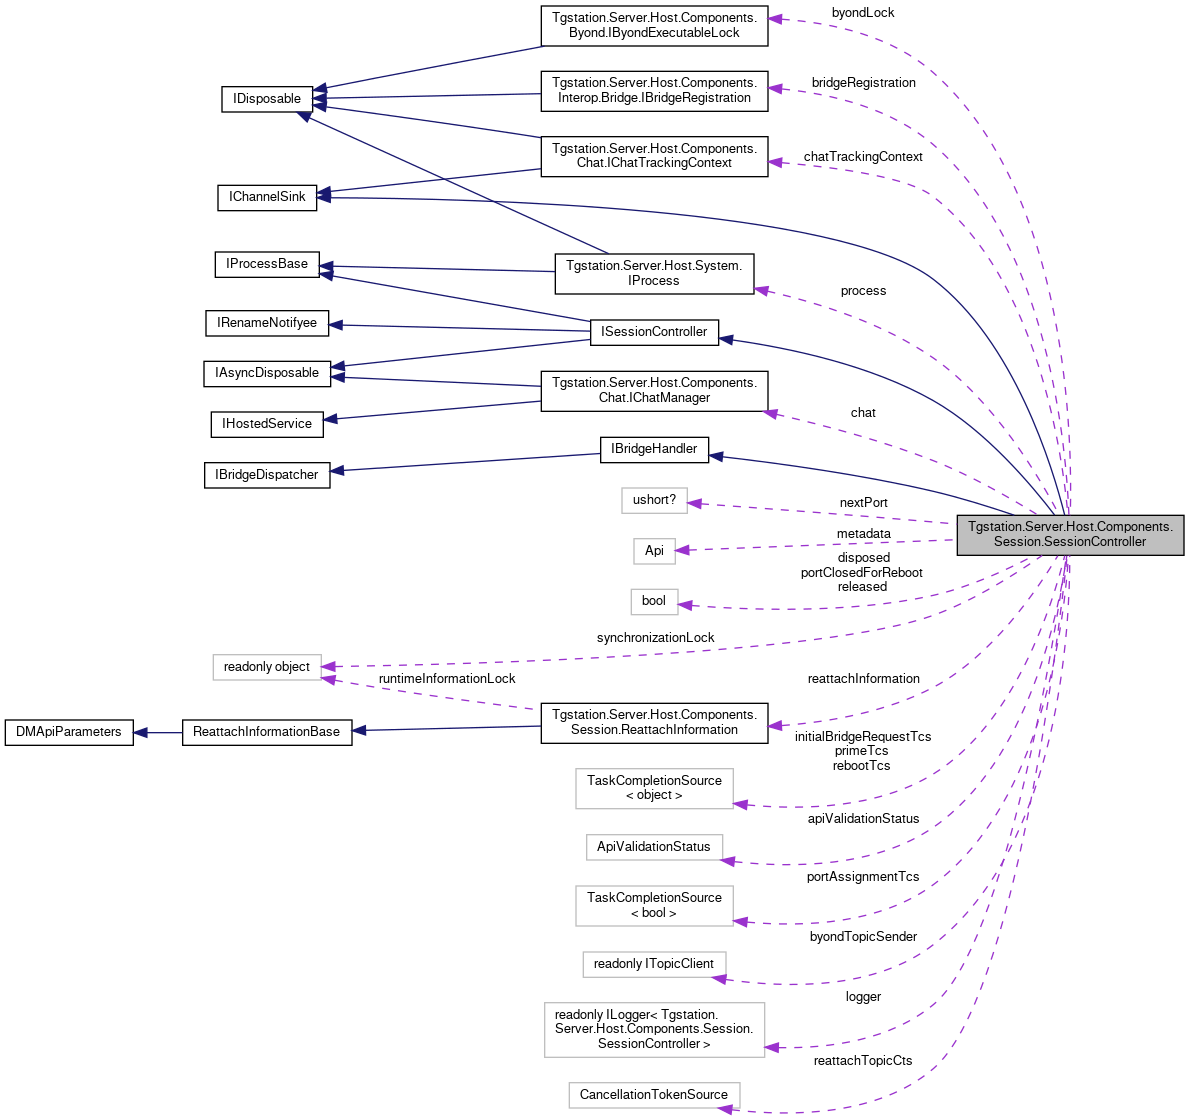 Tgstation.Server.Host.Components.
Byond.IByondExecutableLock
byondLock
Tgstation.Server.Host.Components.
Interop.Bridge.IBridgeRegistration
bridgeRegistration
IDisposable
Tgstation.Server.Host.Components.
Chat.IChatTrackingContext
chatTrackingContext
IChannelSink
IProcessBase
Tgstation.Server.Host.System.
IProcess
process
IRenameNotifyee
ISessionController
IAsyncDisposable
Tgstation.Server.Host.Components.
Chat.IChatManager
chat
IHostedService
IBridgeHandler
IBridgeDispatcher
ushort?
nextPort
Tgstation.Server.Host.Components.
Session.SessionController
Api
metadata
disposed
portClosedForReboot
released
bool
synchronizationLock
readonly object
runtimeInformationLock
reattachInformation
DMApiParameters
ReattachInformationBase
Tgstation.Server.Host.Components.
Session.ReattachInformation
initialBridgeRequestTcs
primeTcs
rebootTcs
TaskCompletionSource
< object >
apiValidationStatus
ApiValidationStatus
portAssignmentTcs
TaskCompletionSource
< bool >
byondTopicSender
readonly ITopicClient
logger
readonly ILogger< Tgstation.
Server.Host.Components.Session.
SessionController >
reattachTopicCts
CancellationTokenSource